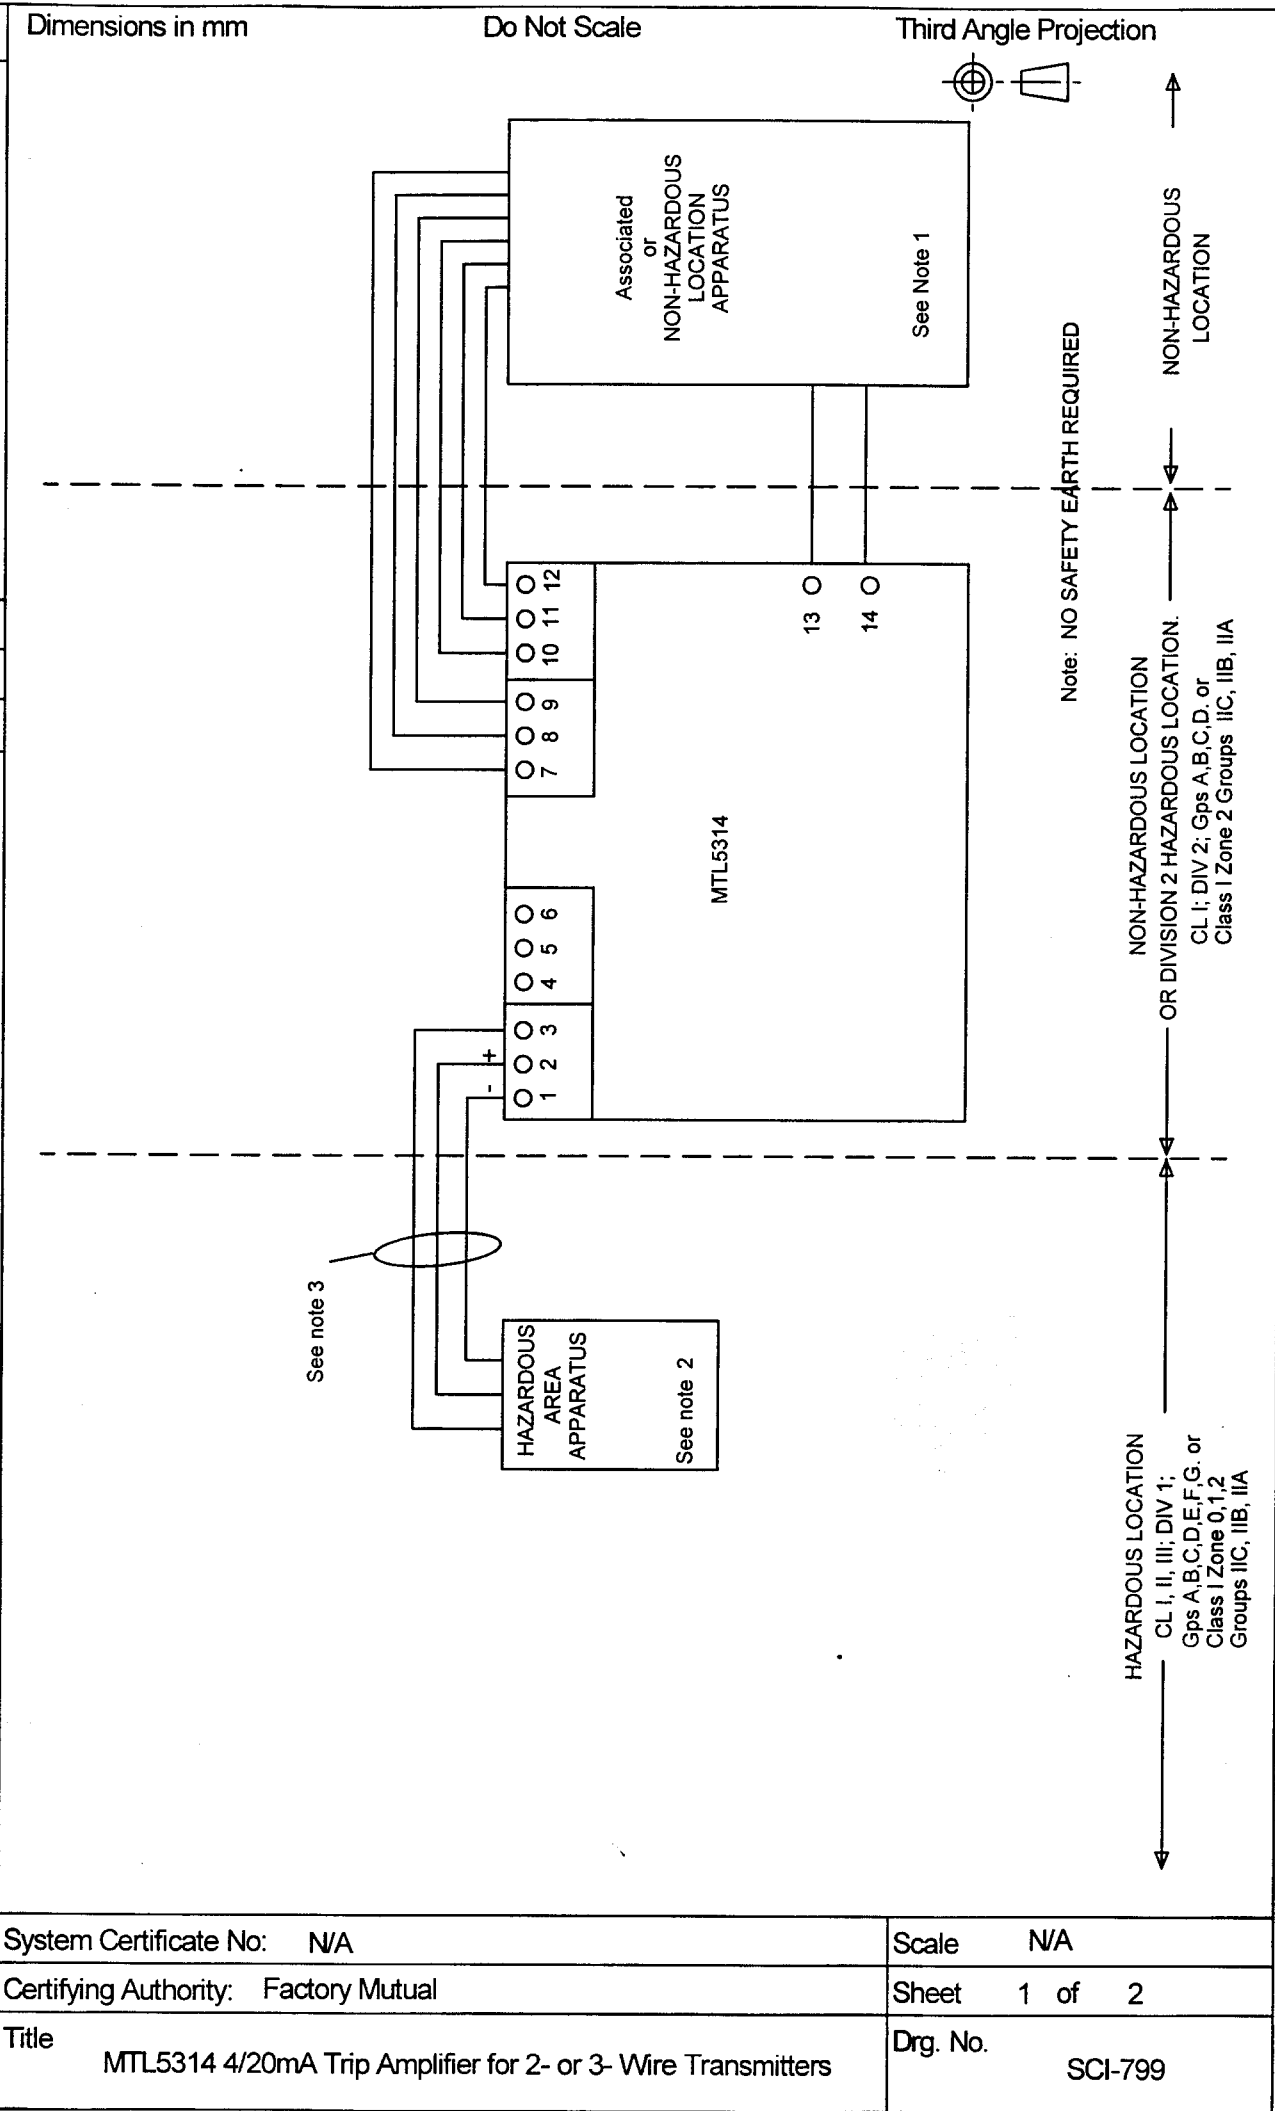 Dimensions in mm
Do Not Scale
Third Angle Projection
Associated
or
NON-HAZARDOUS
LOCATION
APPARATUS
See Note 1
NON-HAZARDOUS
LOCATION
Note: NO SAFETY EARTH REQUIRED
1 2 3 4 5 6
- +
7 8 9 10 11 12
13
14
MTL5314
NON-HAZARDOUS LOCATION
OR DIVISION 2 HAZARDOUS LOCATION.
CL I; DIV 2; Gps A,B,C,D. or
Class I Zone 2 Groups IIC, IIB, IIA
See note 3
HAZARDOUS
AREA
APPARATUS
See note 2
HAZARDOUS LOCATION
CL I, II, III; DIV 1;
Gps A,B,C,D,E,F,G. or
Class I Zone 0,1,2
Groups IIC, IIB, IIA
System Certificate No: N/A
Scale N/A
Certifying Authority: Factory Mutual
Sheet 1 of 2
Title
MTL5314 4/20mA Trip Amplifier for 2- or 3- Wire Transmitters
Drg. No.
SCI-799